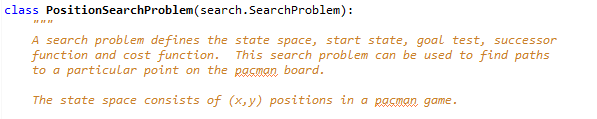 class PositionSearchProblem(search.SearchProblem):
"""
A search problem defines the state space, start state, goal test, successor
function and cost function.  This search problem can be used to find paths
to a particular point on the pacman board.
The state space consists of (x,y) positions in a pacman game.